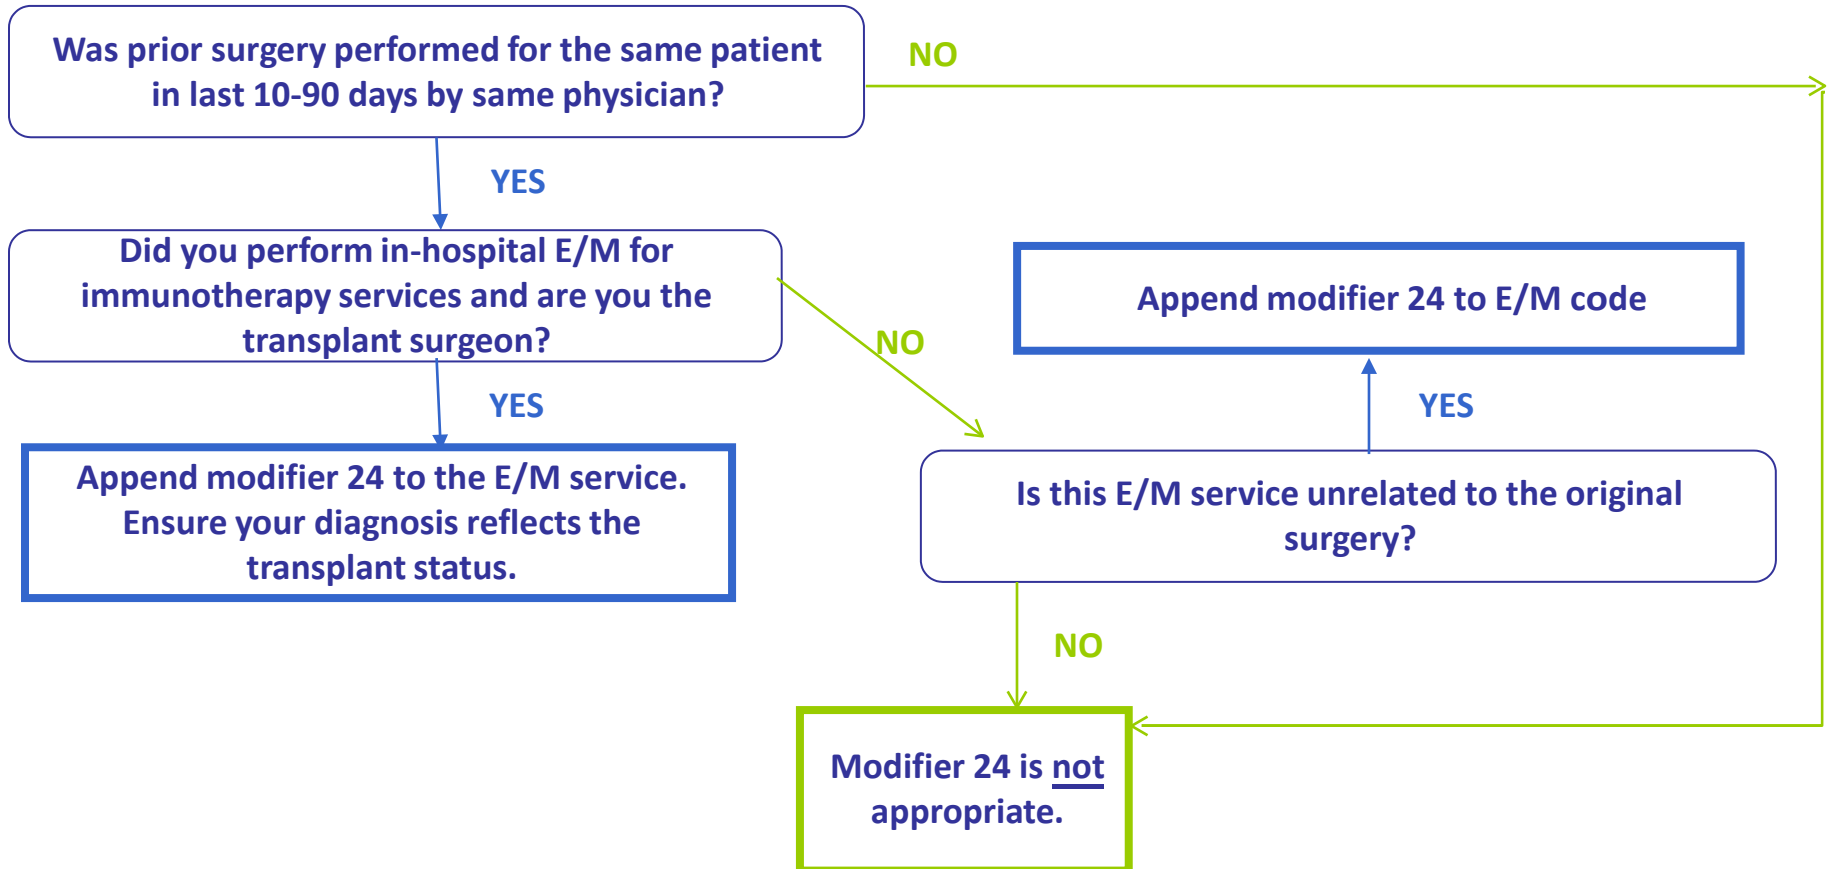 Was prior surgery performed for the same patient
in last 10-90 days by same physician?
NO
YES
Did you perform in-hospital E/M for
immunotherapy services and are you the
transplant surgeon?
NO
Append modifier 24 to E/M code
YES
YES
Append modifier 24 to the E/M service.
Ensure your diagnosis reflects the
transplant status.
Is this E/M service unrelated to the original
surgery?
NO
Modifier 24 is not
appropriate.